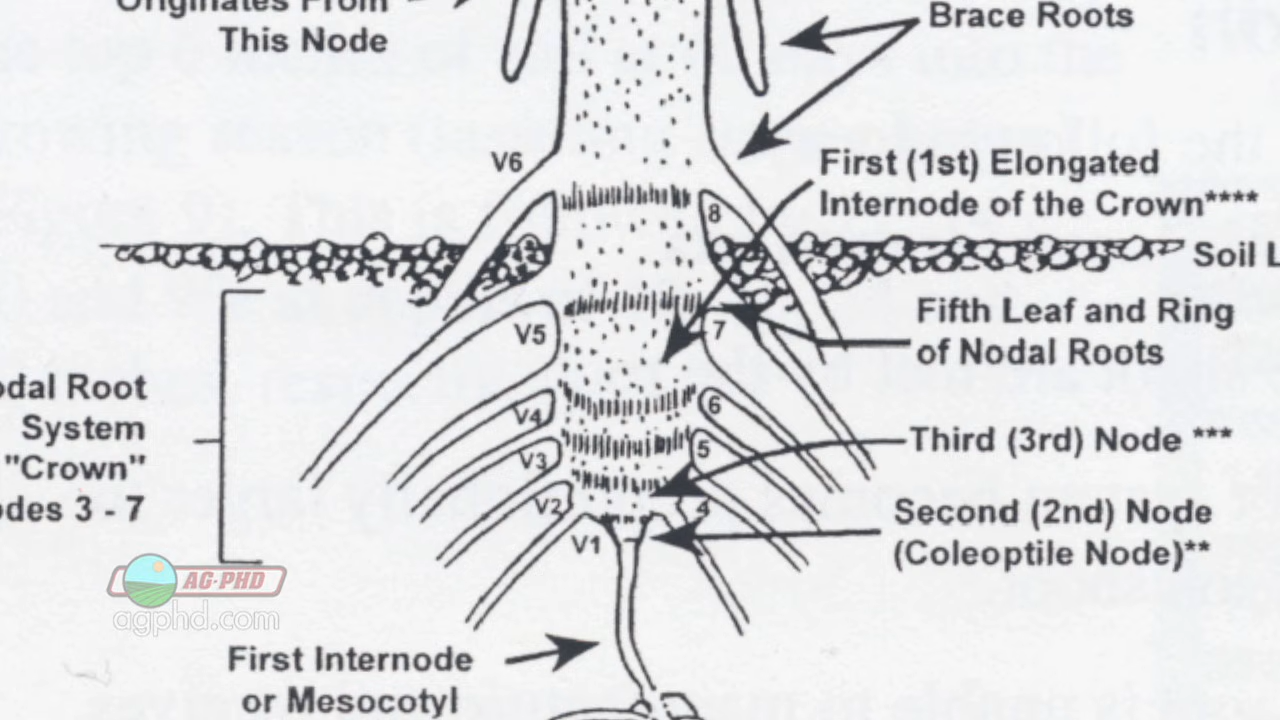 Originates From
This Node
Brace Roots
V6
First (1st) Elongated
Internode of the Crown****
8
Soil L
V5
7
Fifth Leaf and Ring
of Nodal Roots
odal Root
System
"Crown"
odes 3 - 7
V4
6
V3
5
Third (3rd) Node ***
V2
4
Second (2nd) Node
(Coleoptile Node)**
V1
AG-PHD
agphd.com
First Internode
or Mesocotyl